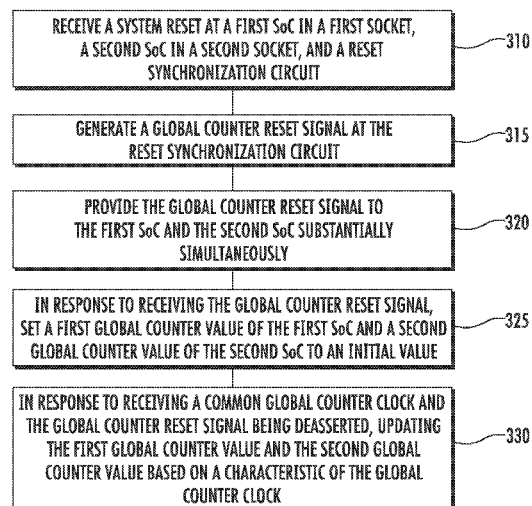 RECEIVE A SYSTEM RESET AT A FIRST SoC IN A FIRST SOCKET,
A SECOND SoC IN A SECOND SOCKET, AND A RESET
SYNCHRONIZATION CIRCUIT
310
GENERATE A GLOBAL COUNTER RESET SIGNAL AT THE
RESET SYNCHRONIZATION CIRCUIT
315
PROVIDE THE GLOBAL COUNTER RESET SIGNAL TO
THE FIRST SoC AND THE SECOND SoC SUBSTANTIALLY
SIMULTANEOUSLY
320
IN RESPONSE TO RECEIVING THE GLOBAL COUNTER RESET SIGNAL,
SET A FIRST GLOBAL COUNTER VALUE OF THE FIRST SoC AND A SECOND
GLOBAL COUNTER VALUE OF THE SECOND SoC TO AN INITIAL VALUE
325
IN RESPONSE TO RECEIVING A COMMON GLOBAL COUNTER CLOCK AND
THE GLOBAL COUNTER RESET SIGNAL BEING DEASSERTED, UPDATING
THE FIRST GLOBAL COUNTER VALUE AND THE SECOND GLOBAL
COUNTER VALUE BASED ON A CHARACTERISTIC OF THE GLOBAL
COUNTER CLOCK
330